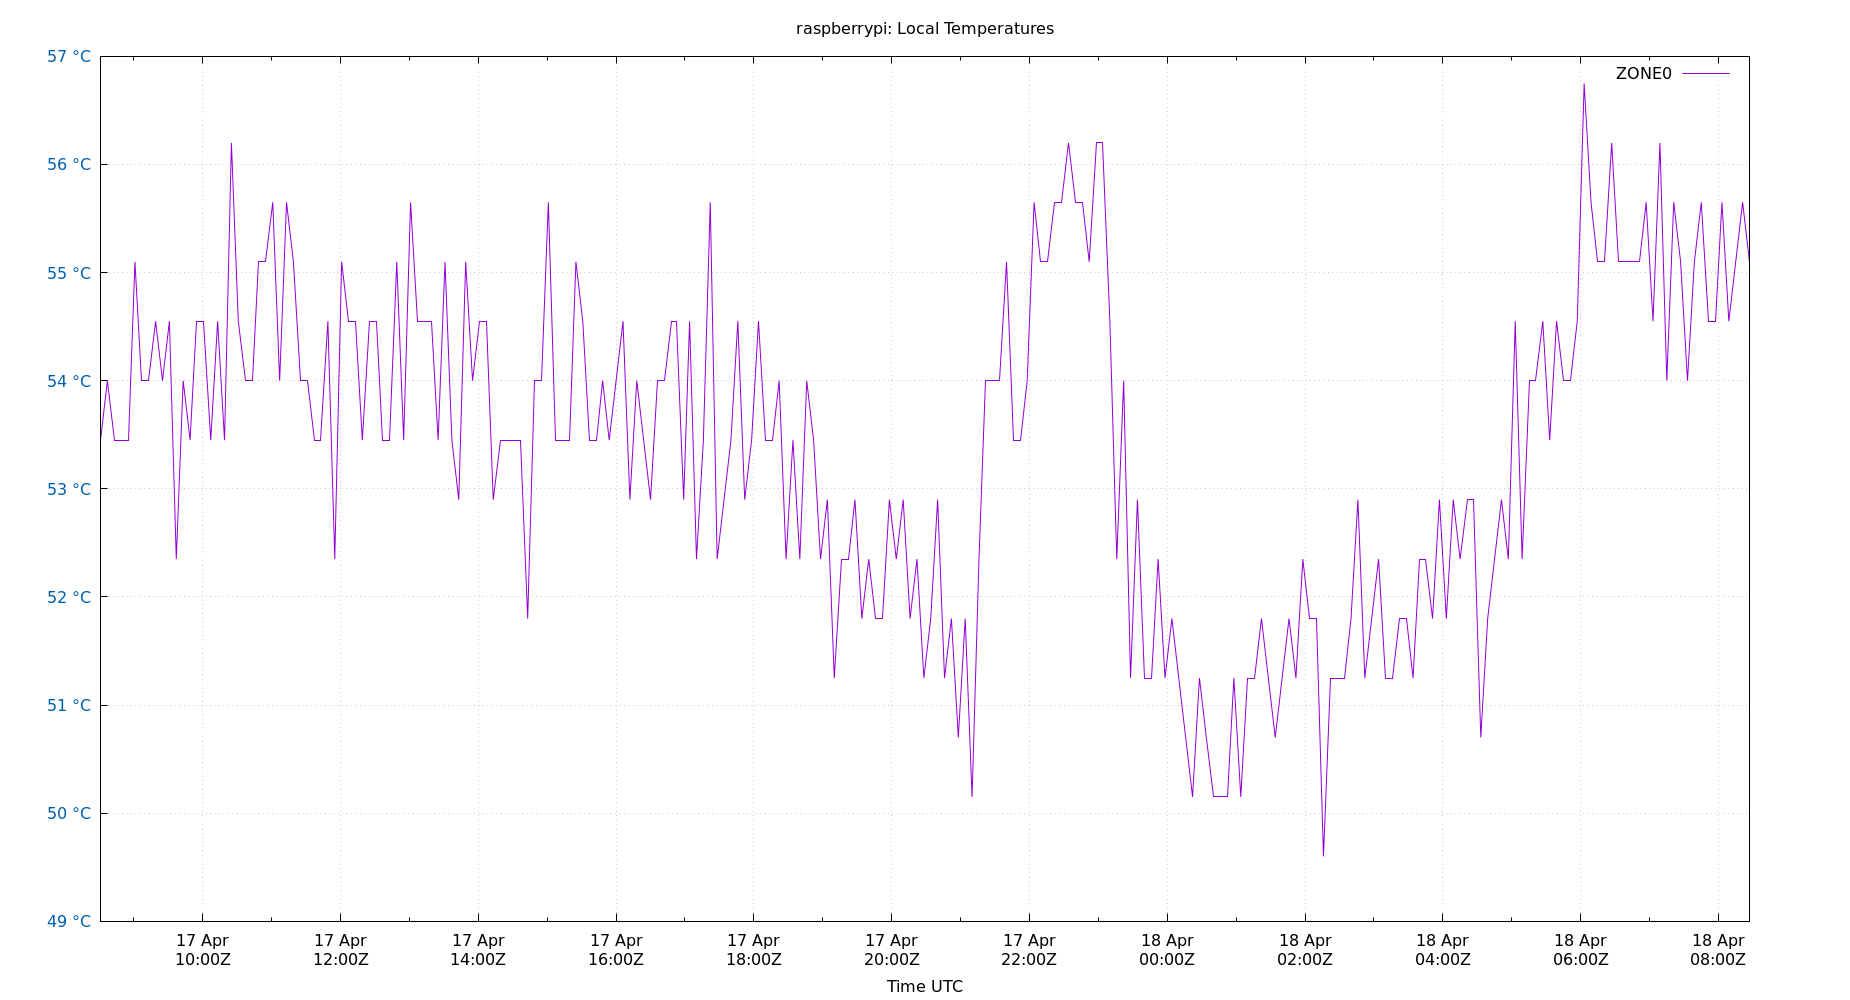 raspberrypi: Local Temperatures
57 °C
ZONE0
56 °C
55 °C
54 °C
53 °C
52 °C
51 °C
50 °C
49 °C
17 Apr 17 Apr 17 Apr 17 Apr 17 Apr 17 Apr 17 Apr 18 Apr 18 Apr 18 Apr 18 Apr 18 Apr
10:00Z 12:00Z 14:00Z 16:00Z 18:00Z 20:00Z 22:00Z 00:00Z 02:00Z 04:00Z 06:00Z 08:00Z
Time UTC